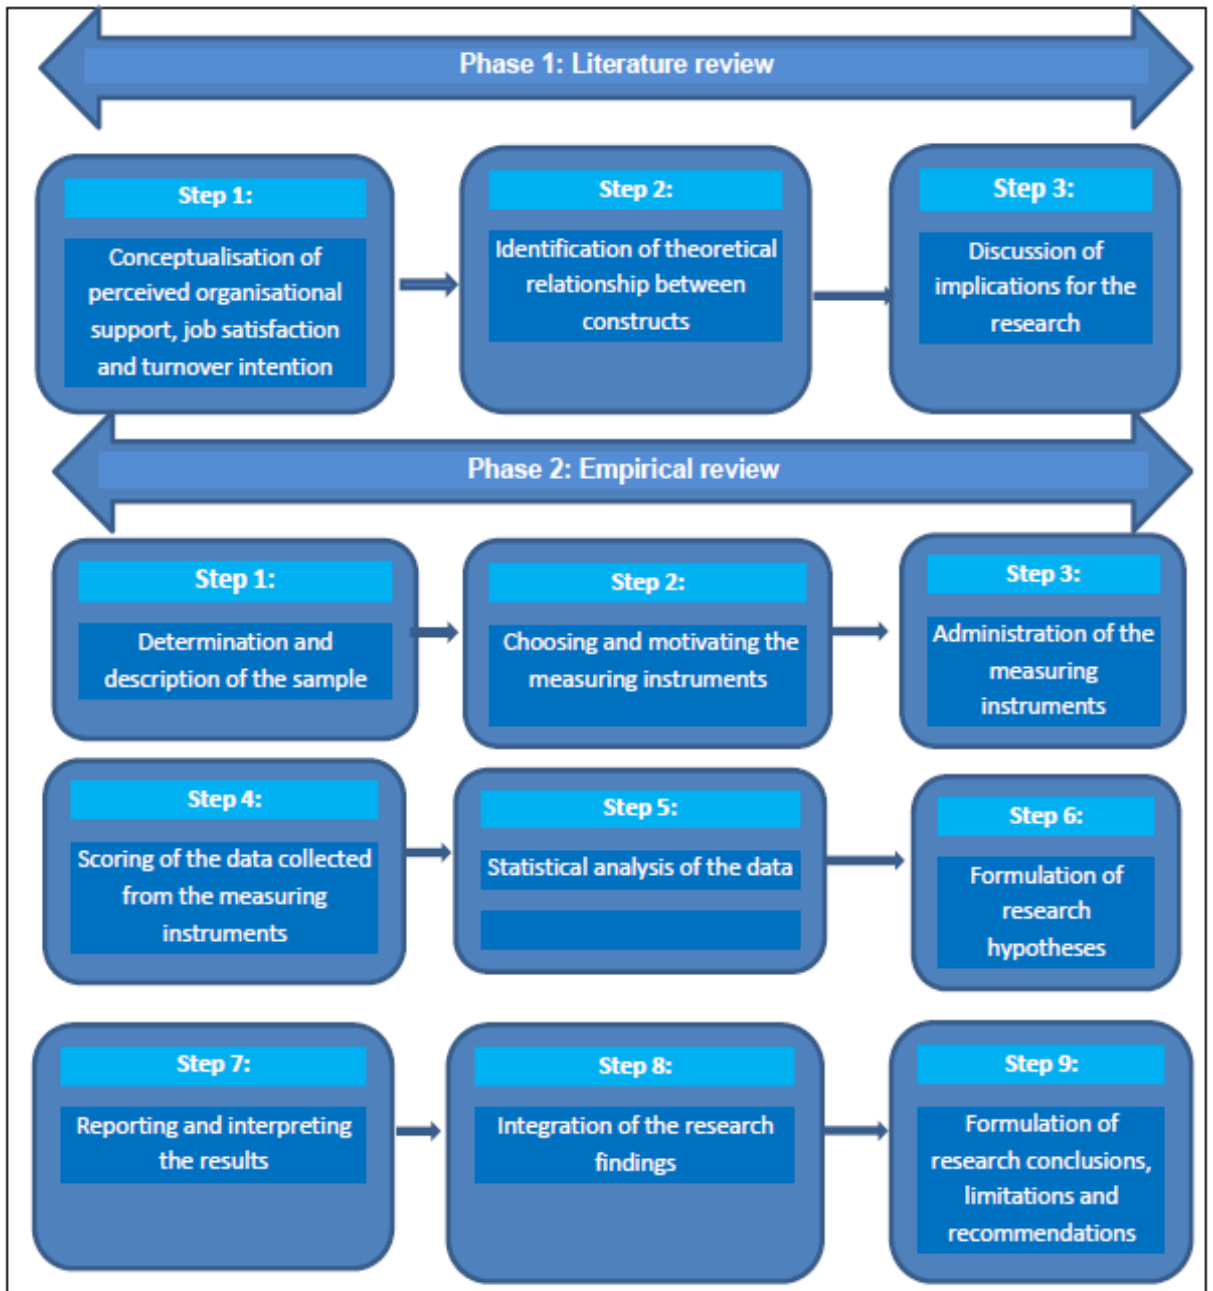 Phase 1: Literature review
Step 1:
Conceptualisation of
perceived organisational
support, job satisfaction
and turnover intention
Step 2:
Identification of theoretical
relationship between
constructs
Step 3:
Discussion of
implications for the
research
Phase 2: Empirical review
Step 1:
Determination and
description of the sample
Step 2:
Choosing and motivating the
measuring instruments
Step 3:
Administration of the
measuring
instruments
Step 4:
Scoring of the data collected
from the measuring
instruments
Step 5:
Statistical analysis of the data
Step 6:
Formulation of
research
hypotheses
Step 7:
Reporting and interpreting
the results
Step 8:
Integration of the research
findings
Step 9:
Formulation of
research conclusions,
limitations and
recommendations